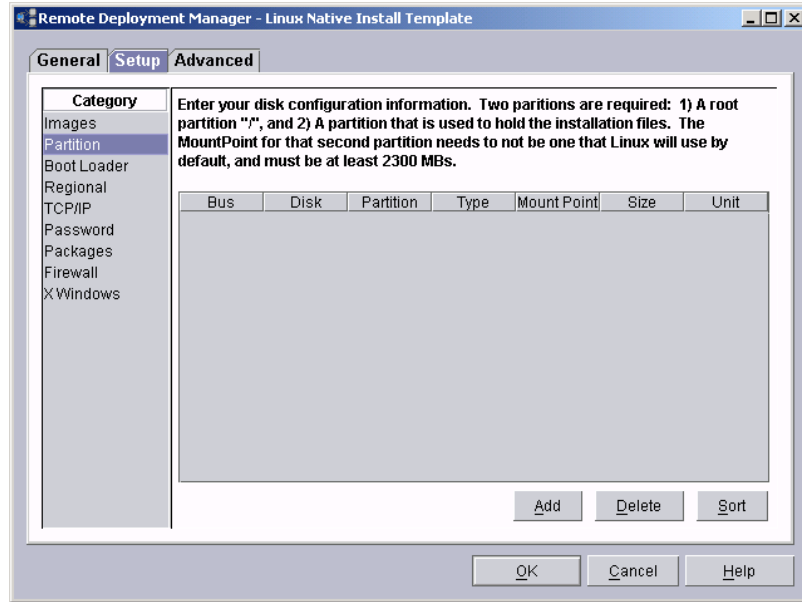 Remote Deployment Manager - Linux Native Install Template
General Setup Advanced
Category
Images
Partition
Boot Loader
Regional
TCP/IP
Password
Packages
Firewall
X Windows
Enter your disk configuration information. Two paritions are required: 1) A root
partition "/", and 2) A partition that is used to hold the installation files. The
MountPoint for that second partition needs to not be one that Linux will use by
default, and must be at least 2300 MBs.
Bus Disk Partition Type Mount Point Size Unit
Add Delete Sort
OK Cancel Help